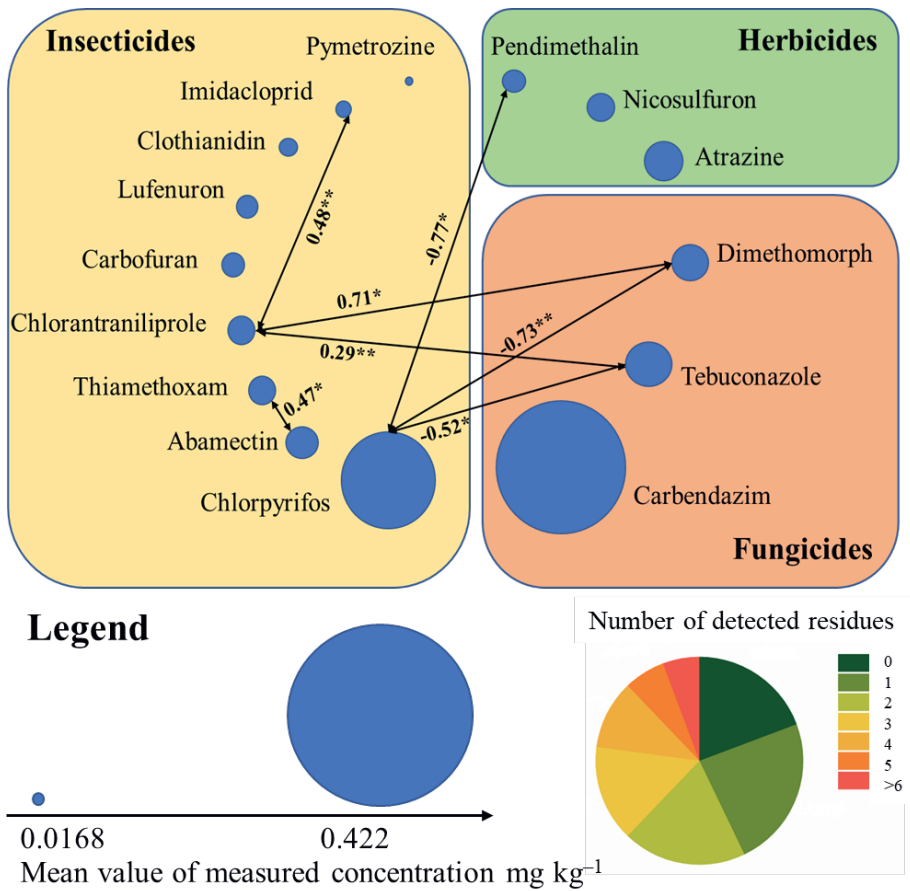 Insecticides
Pymetrozine
Imidacloprid
Clothianidin
Lufenuron
Carbofuran
Chlorantraniliprole
Thiamethoxam
Abamectin
Chlorpyrifos
0.48**
0.71*
0.29**
0.47*
-0.77*
-0.73**
-0.52*
Herbicides
Pendimethalin
Nicosulfuron
Atrazine
Dimethomorph
Tebuconazole
Carbendazim
Fungicides
Legend
0.0168
0.422
Mean value of measured concentration mg kg–1
Number of detected residues
0
1
2
3
4
5
>6